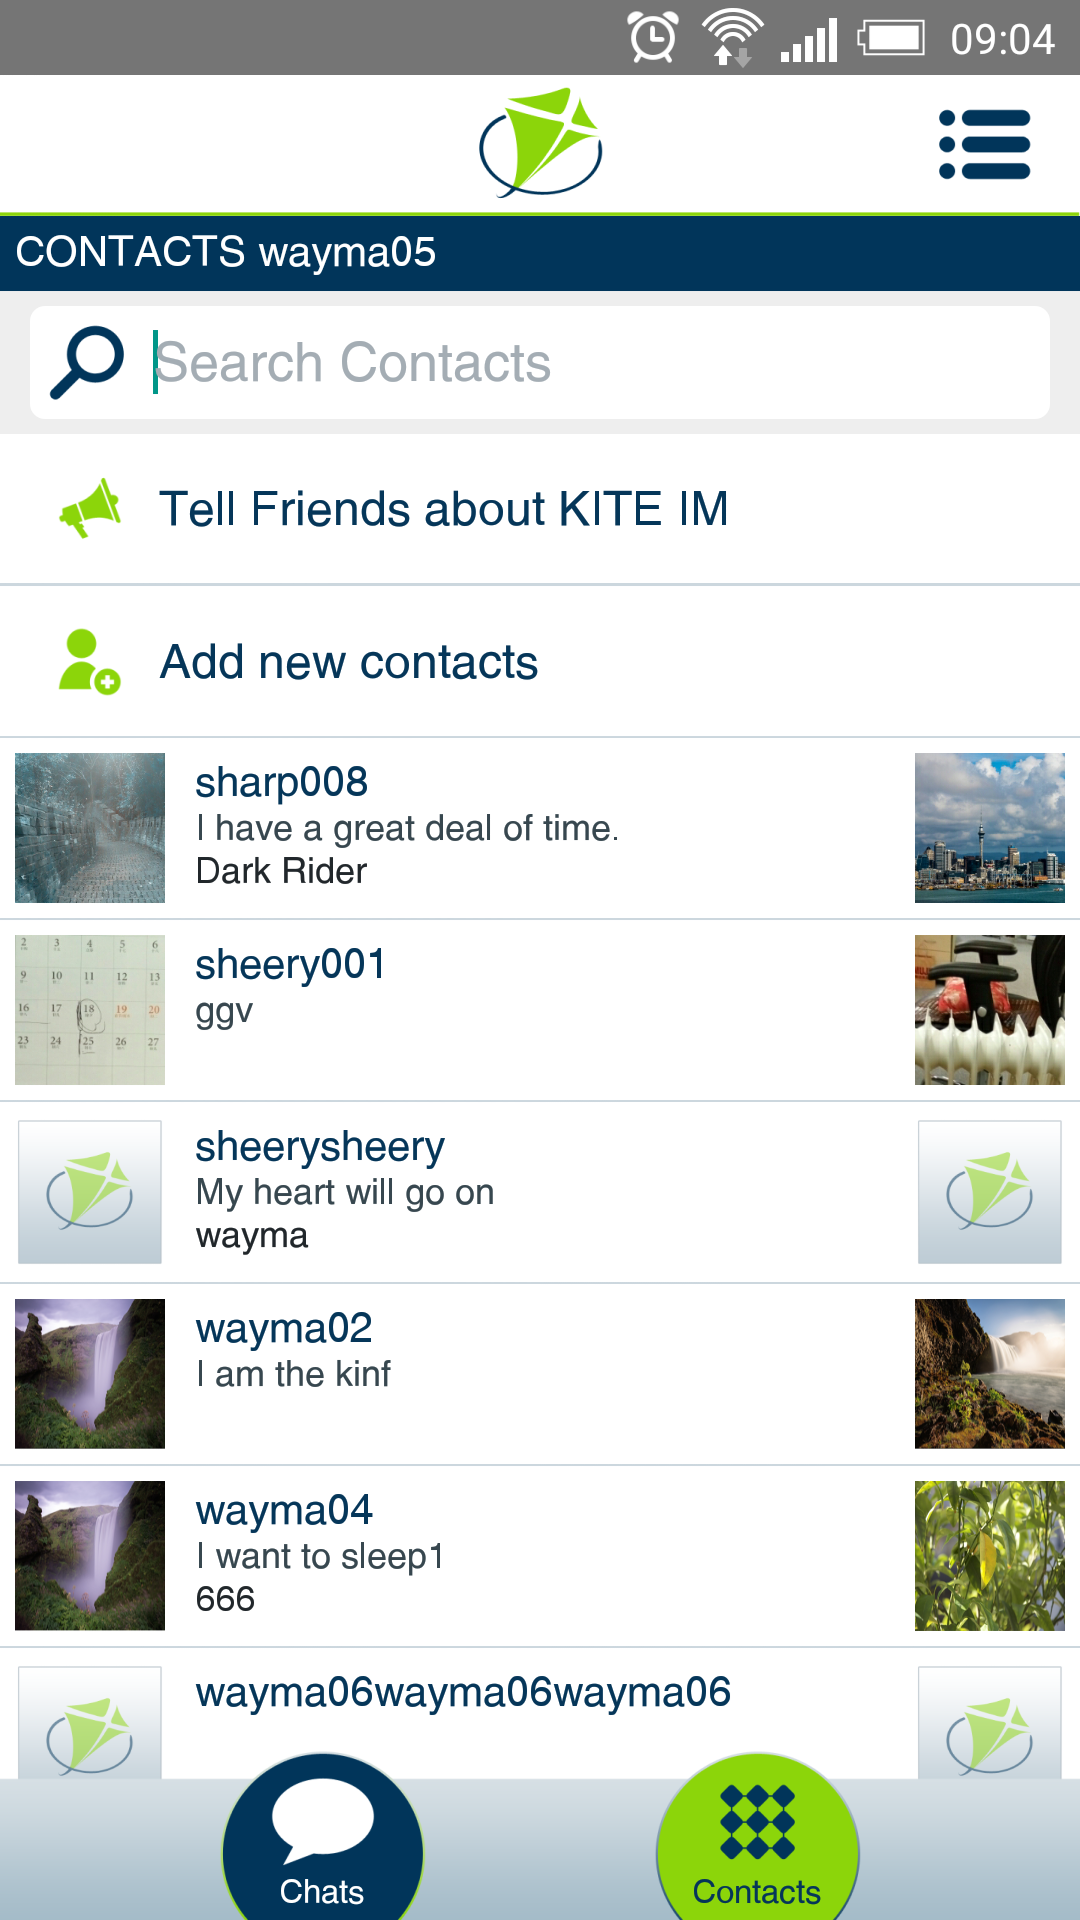 09:04
CONTACTS wayma05
Search Contacts
Tell Friends about KITE IM
Add new contacts
sharp008
I have a great deal of time.
Dark Rider
sheery001
ggv
2 3 4 5 6
9 10 11 12 13
16 17 18 19 20
23 24 25 26 27
sheerysheery
My heart will go on
wayma
wayma02
I am the kinf
wayma04
I want to sleep1
666
wayma06wayma06wayma06
Chats
Contacts